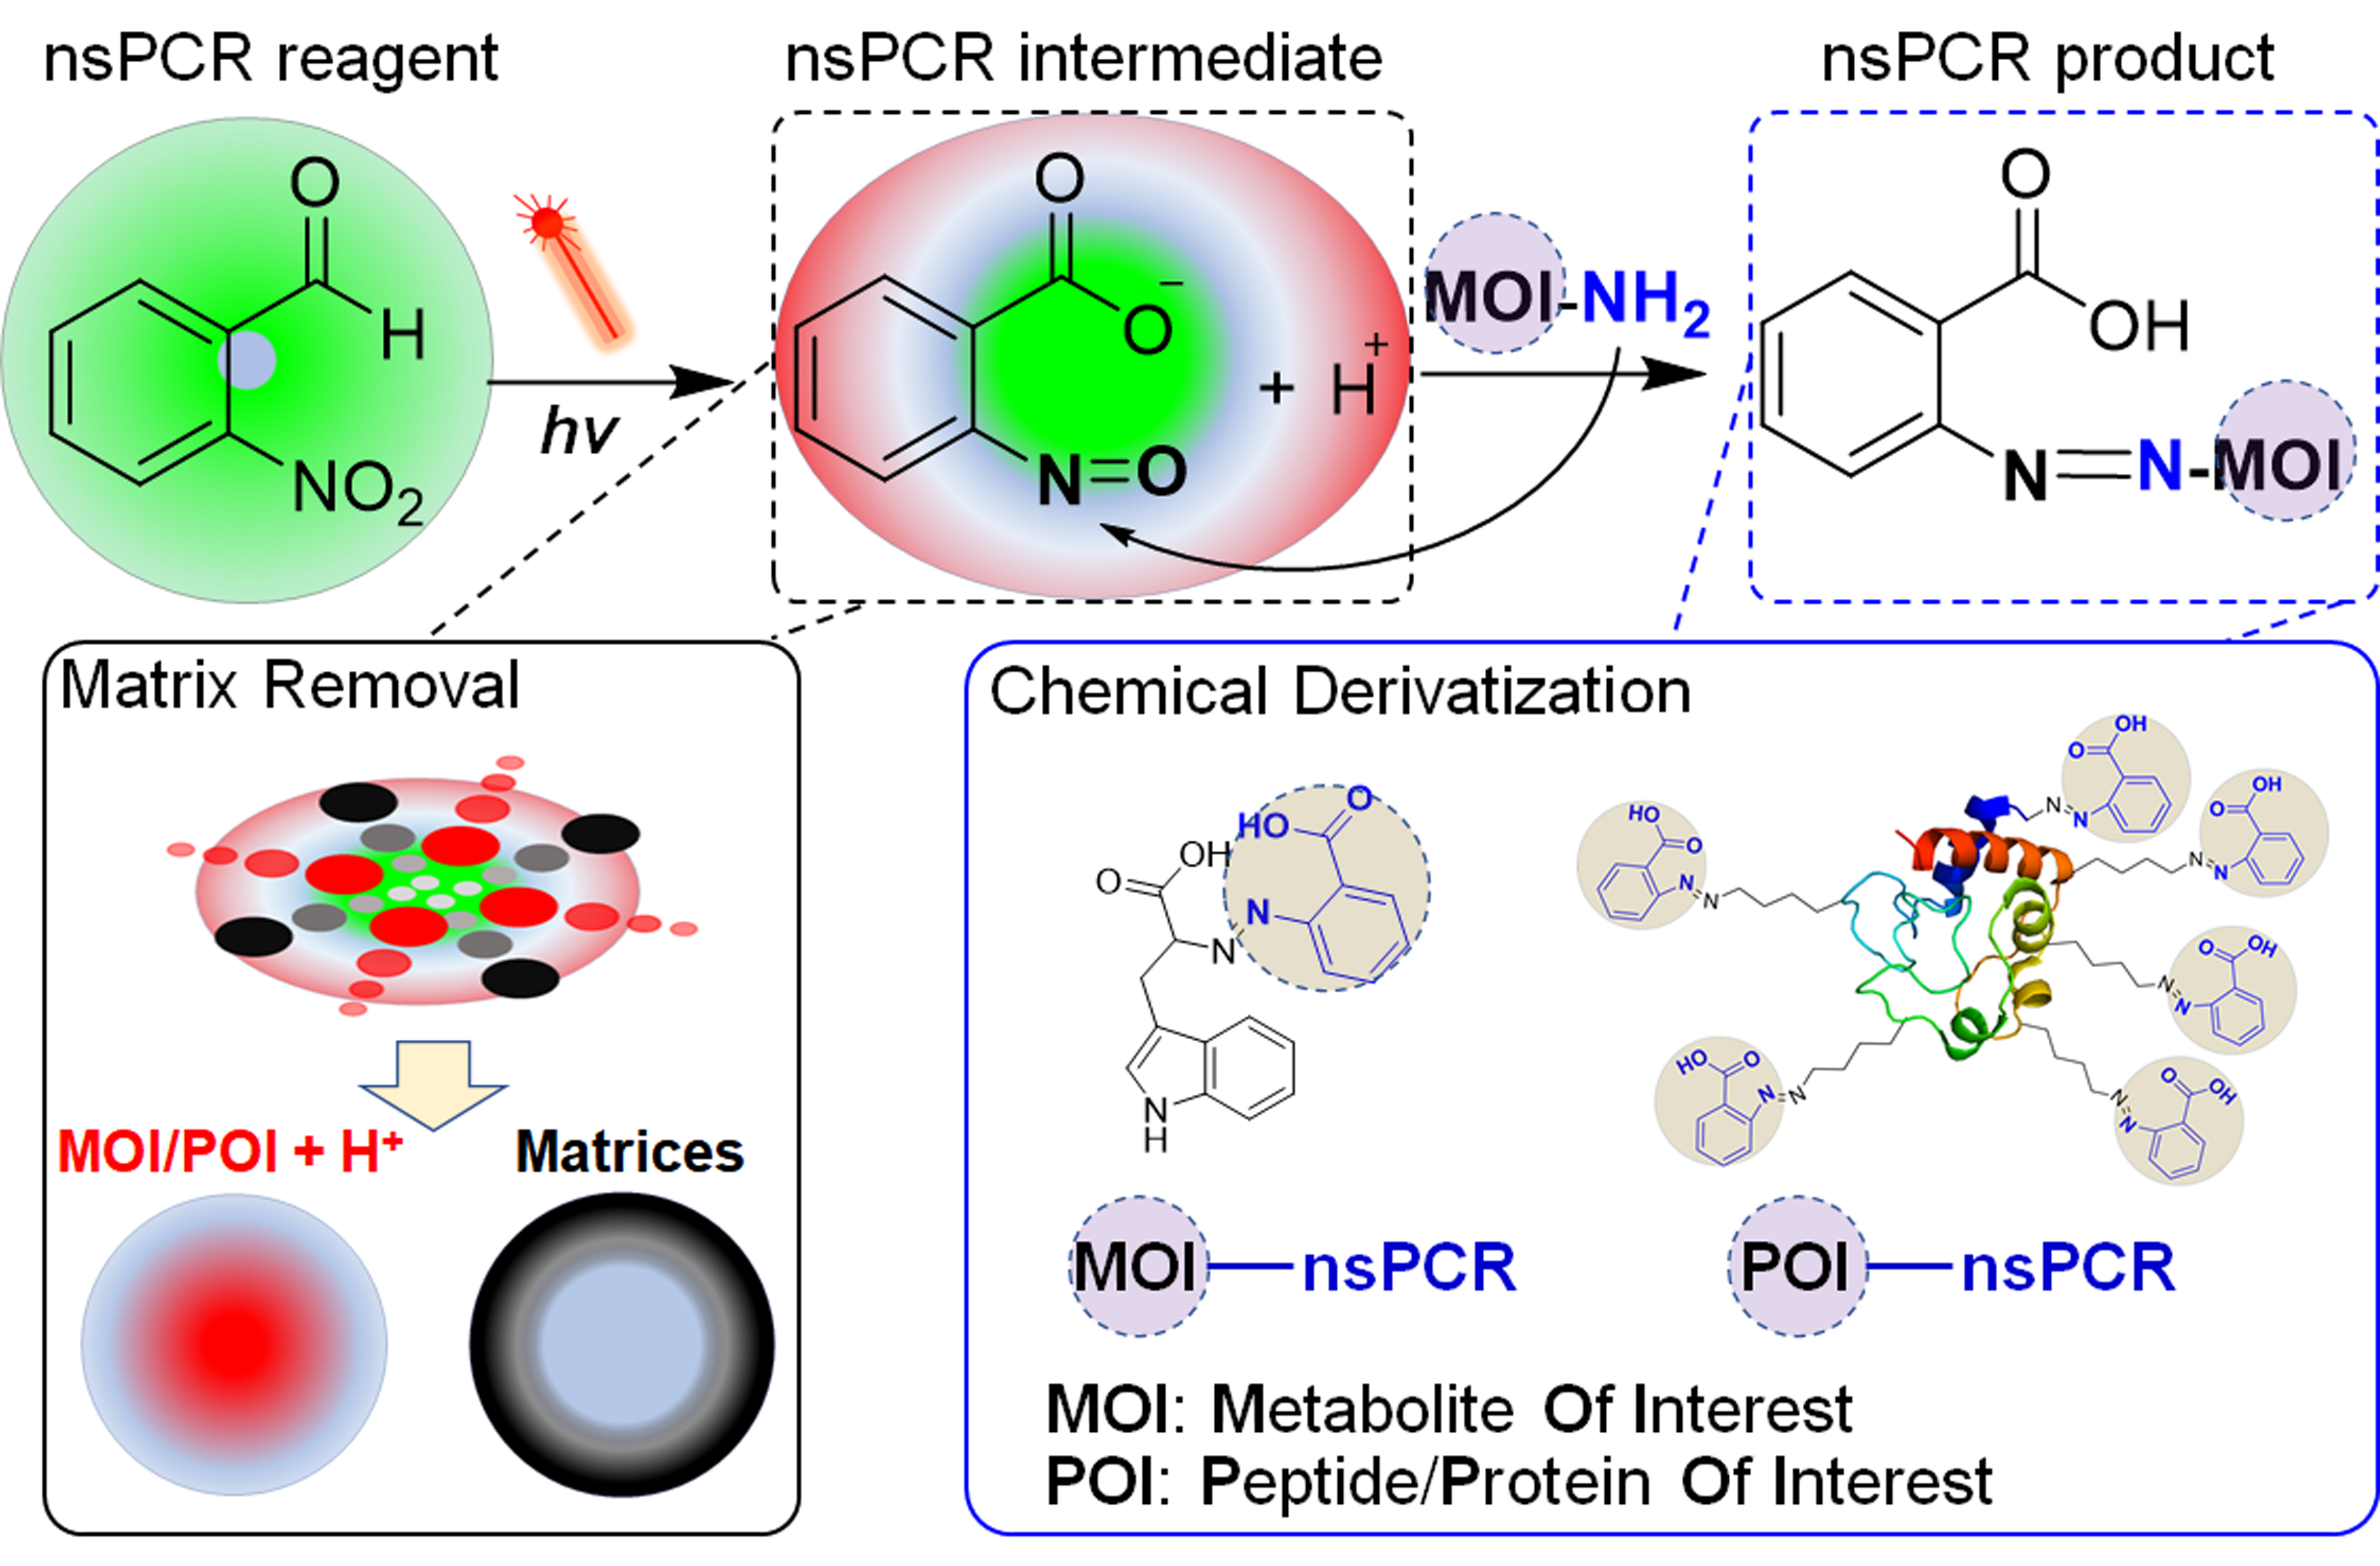 nsPCR reagent
nsPCR intermediate
nsPCR product
O
H
NO2
hν
O
O−
N=O
+ H+
MOI-NH2
O
OH
N=N-MOI
Matrix Removal
MOI/POI + H+
Matrices
Chemical Derivatization
O
HO
OH
O
N
N
N
H
OH
O
N
N
OH
O
N
N
HO
O
N
N
O
OH
N
N
HO
O
N=N
O
OH
N
N
MOI—nsPCR
POI—nsPCR
MOI: Metabolite Of Interest
POI: Peptide/Protein Of Interest